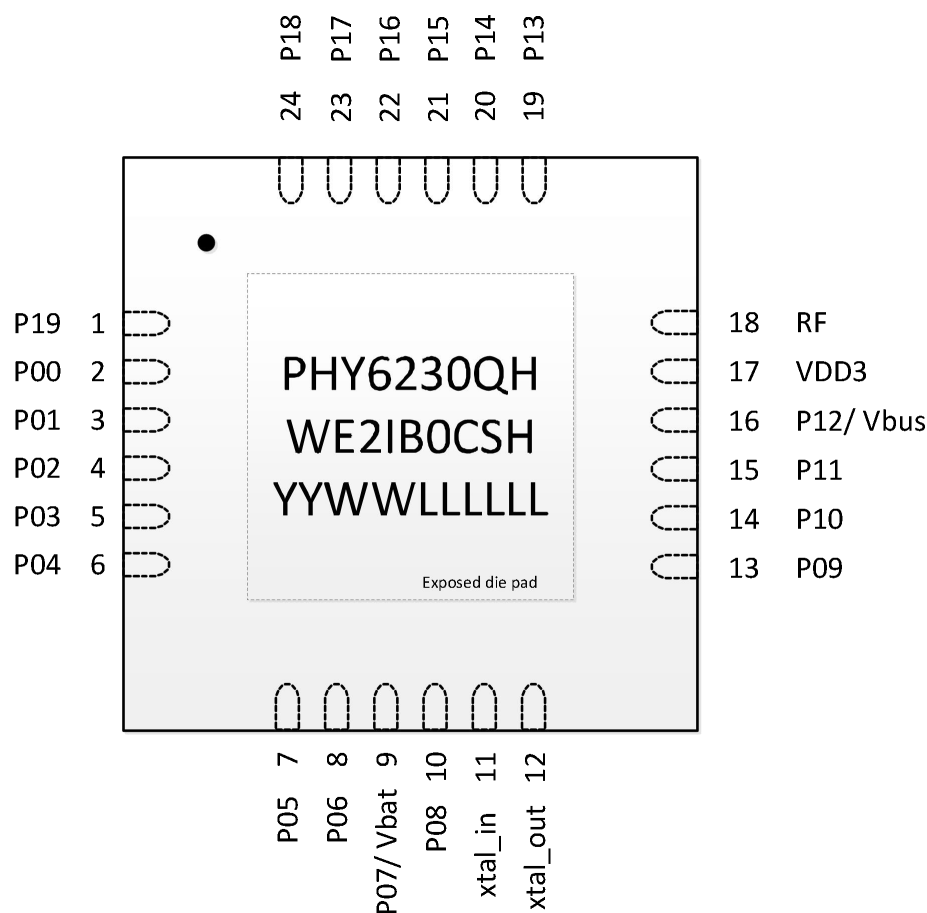 P18 P17 P16 P15 P14 P13
24 23 22 21 20 19
P19 1
P00 2
P01 3
P02 4
P03 5
P04 6
PHY6230QH
WE2IB0CSH
YYWWLLLLLL
Exposed die pad
18 RF
17 VDD3
16 P12/ Vbus
15 P11
14 P10
13 P09
7 8 9 10 11 12
P05 P06 P07/ Vbat P08 xtal_in xtal_out